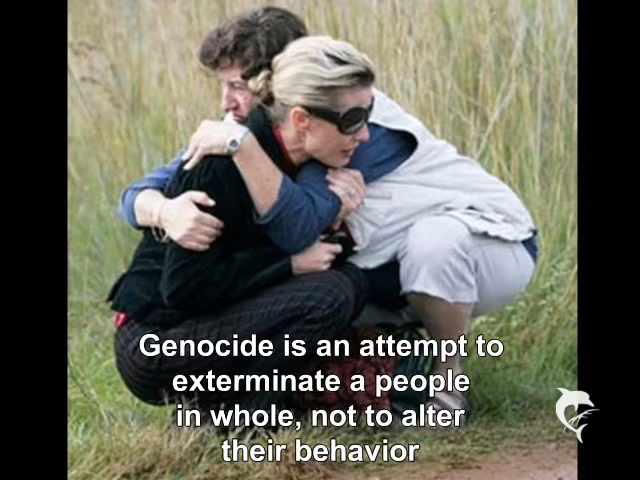 Genocide is an attempt to
exterminate a people
in whole, not to alter
their behavior